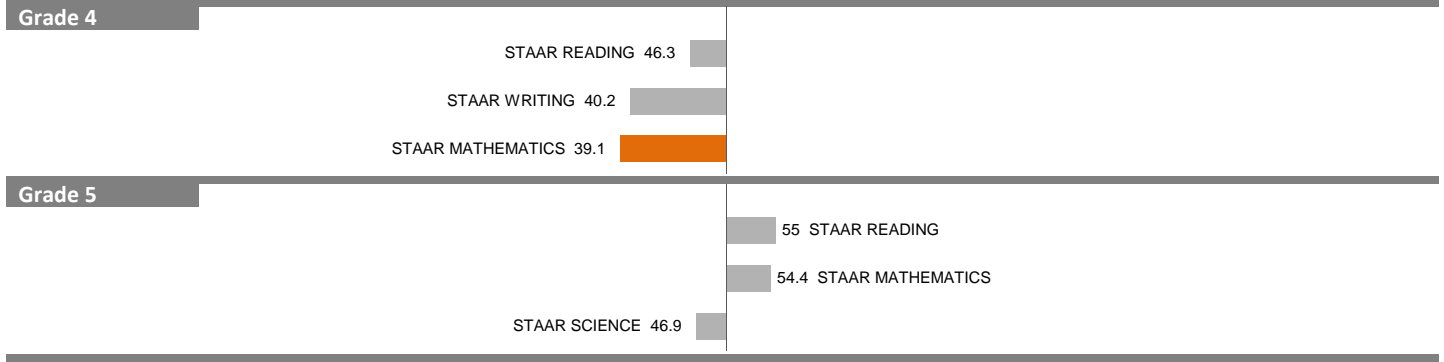 Grade 4
STAAR READING 46.3
STAAR WRITING 40.2
STAAR MATHEMATICS 39.1
Grade 5
55 STAAR READING
54.4 STAAR MATHEMATICS
STAAR SCIENCE 46.9